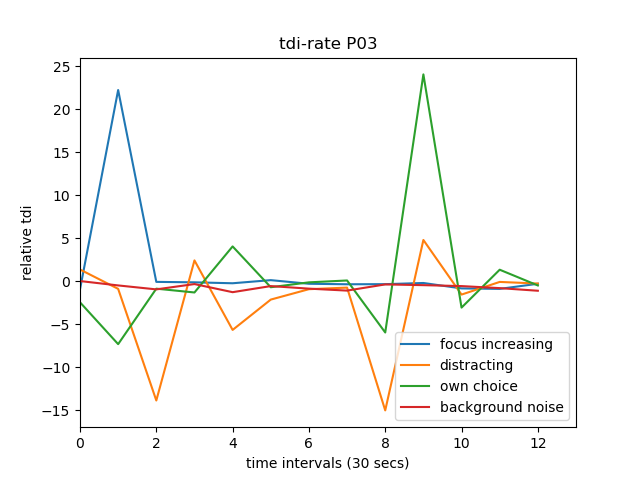 tdi-rate P03
relative tdi
25
20
15
10
5
0
−5
−10
−15
0 2 4 6 8 10 12
time intervals (30 secs)
focus increasing
distracting
own choice
background noise